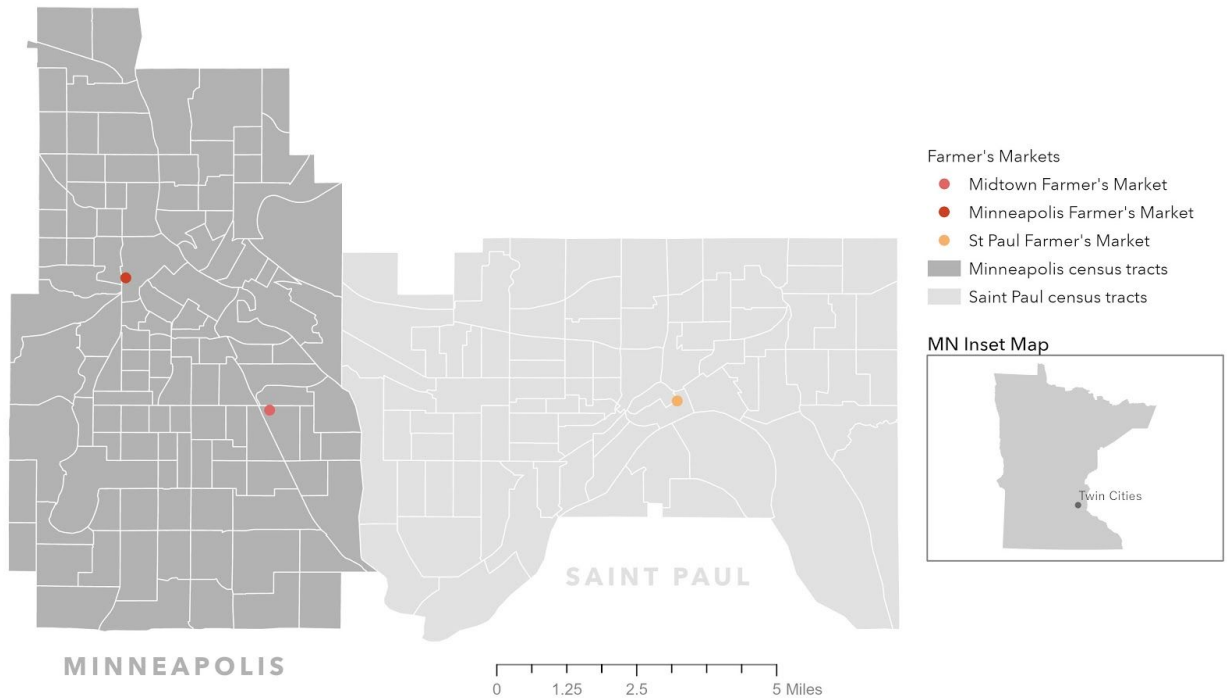 Farmer's Markets
Midtown Farmer's Market
Minneapolis Farmer's Market
St Paul Farmer's Market
Minneapolis census tracts
Saint Paul census tracts
MN Inset Map
Twin Cities
SAINT PAUL
MINNEAPOLIS
0 1.25 2.5 5 Miles